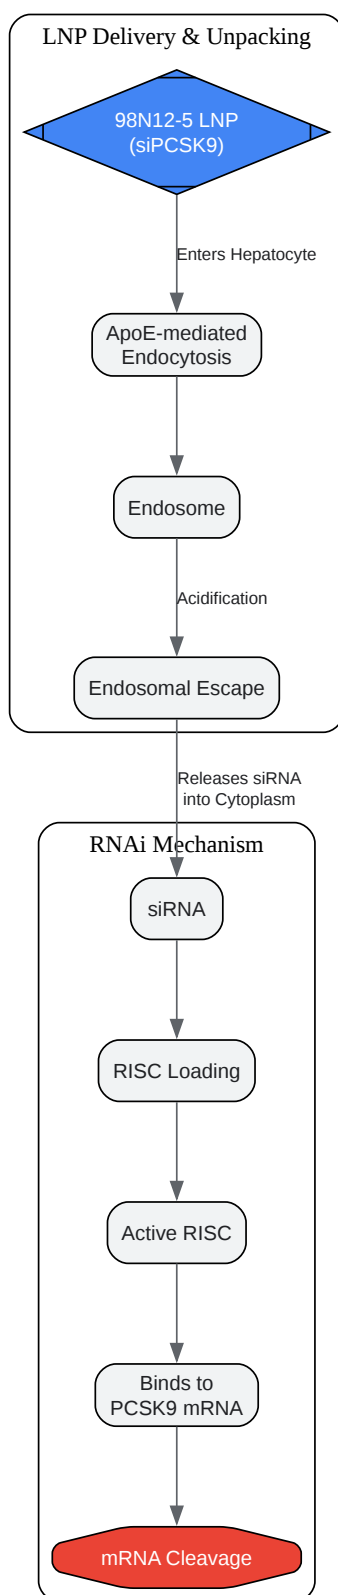 LNP Delivery & Unpacking
98N12-5 LNP
(siPCSK9)
Enters Hepatocyte
ApoE-mediated
Endocytosis
Endosome
Acidification
Endosomal Escape
Releases siRNA
into Cytoplasm
RNAi Mechanism
siRNA
RISC Loading
Active RISC
Binds to
PCSK9 mRNA
mRNA Cleavage